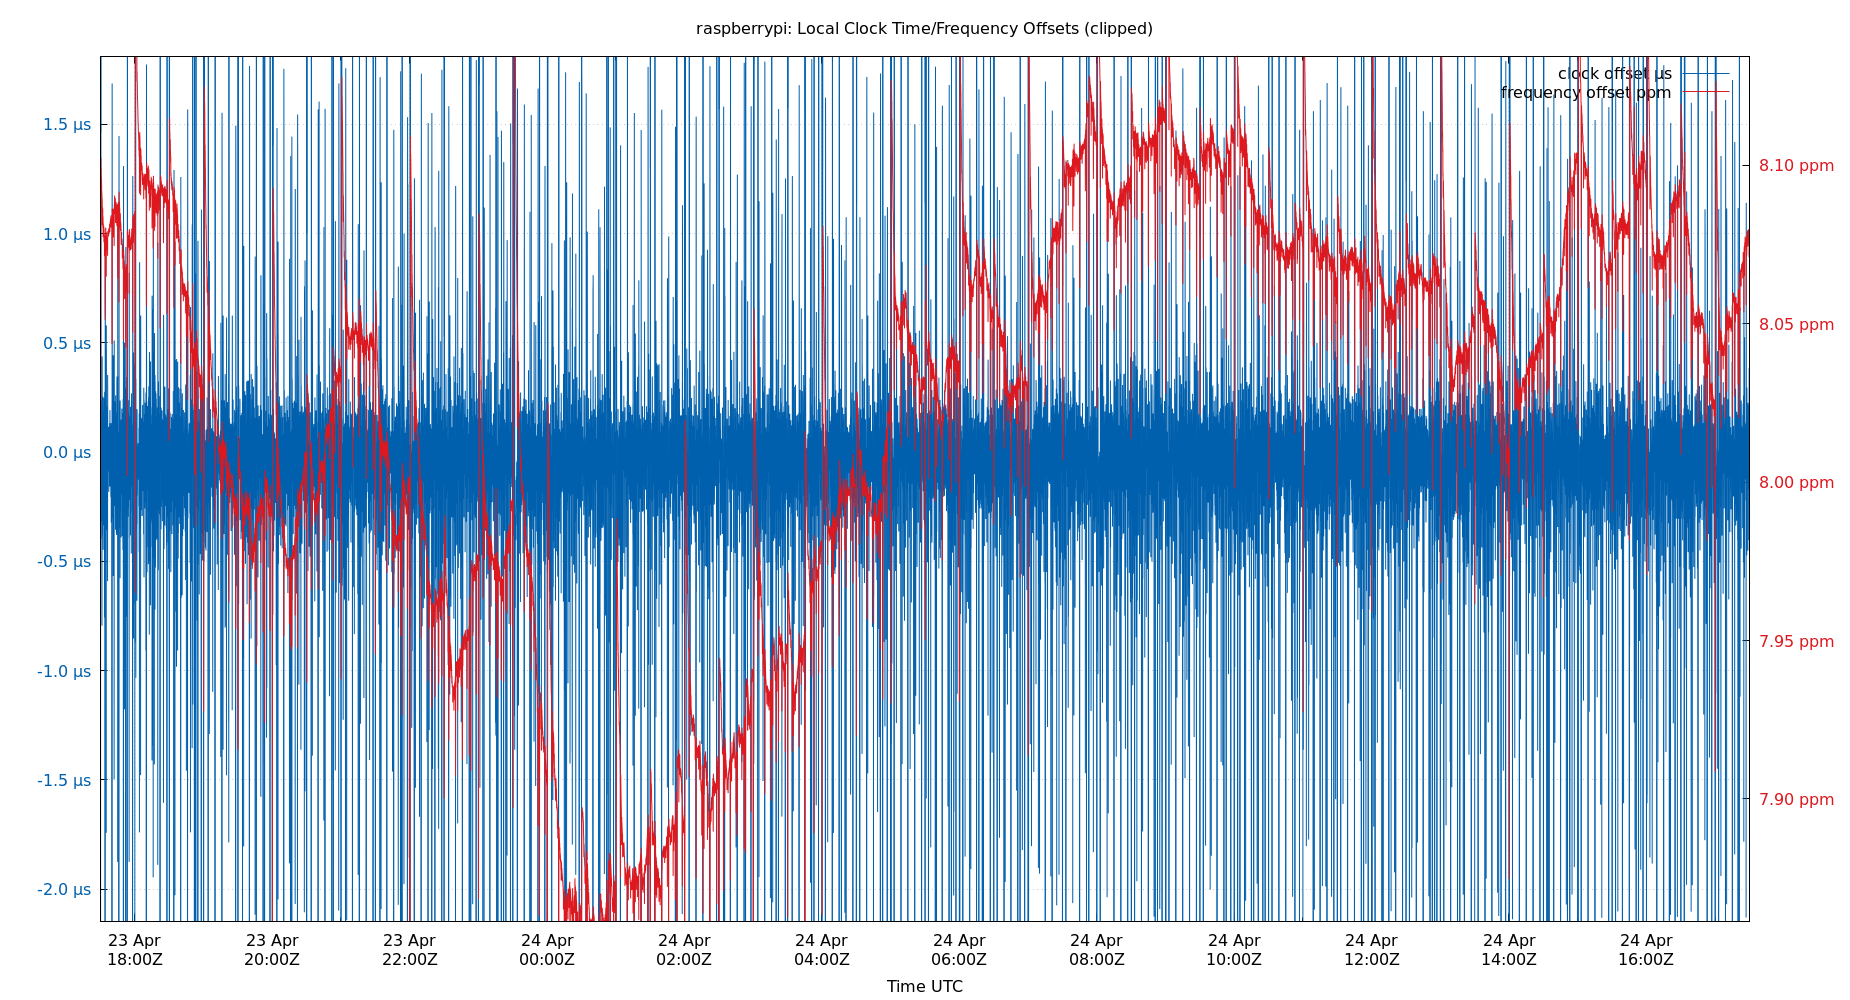 raspberrypi: Local Clock Time/Frequency Offsets (clipped)
clock offset µs
frequency offset ppm
1.5 µs
1.0 µs
0.5 µs
0.0 µs
-0.5 µs
-1.0 µs
-1.5 µs
-2.0 µs
8.10 ppm
8.05 ppm
8.00 ppm
7.95 ppm
7.90 ppm
23 Apr
18:00Z
23 Apr
20:00Z
23 Apr
22:00Z
24 Apr
00:00Z
24 Apr
02:00Z
24 Apr
04:00Z
24 Apr
06:00Z
24 Apr
08:00Z
24 Apr
10:00Z
24 Apr
12:00Z
24 Apr
14:00Z
24 Apr
16:00Z
Time UTC